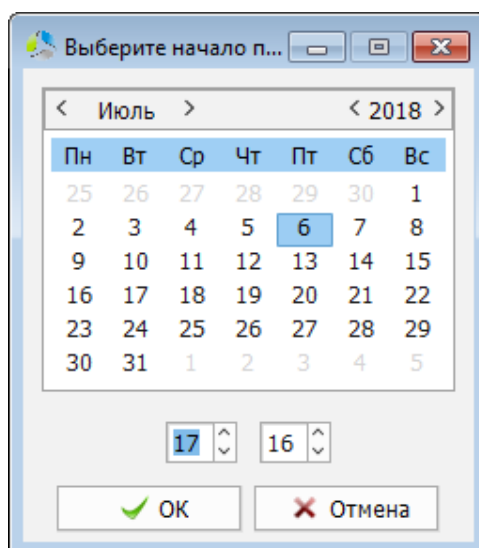 Выберите начало п...
< Июль > < 2018 >
Пн Вт Ср Чт Пт Сб Вс
25 26 27 28 29 30 1
2 3 4 5 6 7 8
9 10 11 12 13 14 15
16 17 18 19 20 21 22
23 24 25 26 27 28 29
30 31 1 2 3 4 5
17 16
ОК Отмена